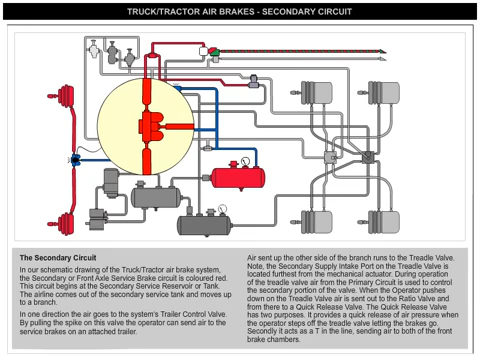 TRUCK/TRACTOR AIR BRAKES - SECONDARY CIRCUIT
The Secondary Circuit
In our schematic drawing of the Truck/Tractor air brake system,
the Secondary or Front Axle Service Brake circuit is coloured red.
This circuit begins at the Secondary Service Reservoir or Tank.
The airline comes out of the secondary service tank and moves up
to a branch.
In one direction the air goes to the system's Trailer Control Valve.
By pulling the spike on this valve the operator can send air to the
service brakes on an attached trailer.
Air sent up the other side of the branch runs to the Treadle Valve.
Note, the Secondary Supply Intake Port on the Treadle Valve is
located furthest from the mechanical actuator. During operation
of the treadle valve air from the Primary Circuit is used to control
the secondary portion of the valve. When the Operator pushes
down on the Treadle Valve air is sent out to the Ratio Valve and
from there to a Quick Release Valve. The Quick Release Valve
has two purposes. It provides a quick release of air pressure when
the operator steps off the treadle valve letting the brakes go.
Secondly it acts as a T in the line, sending air to both of the front
brake chambers.